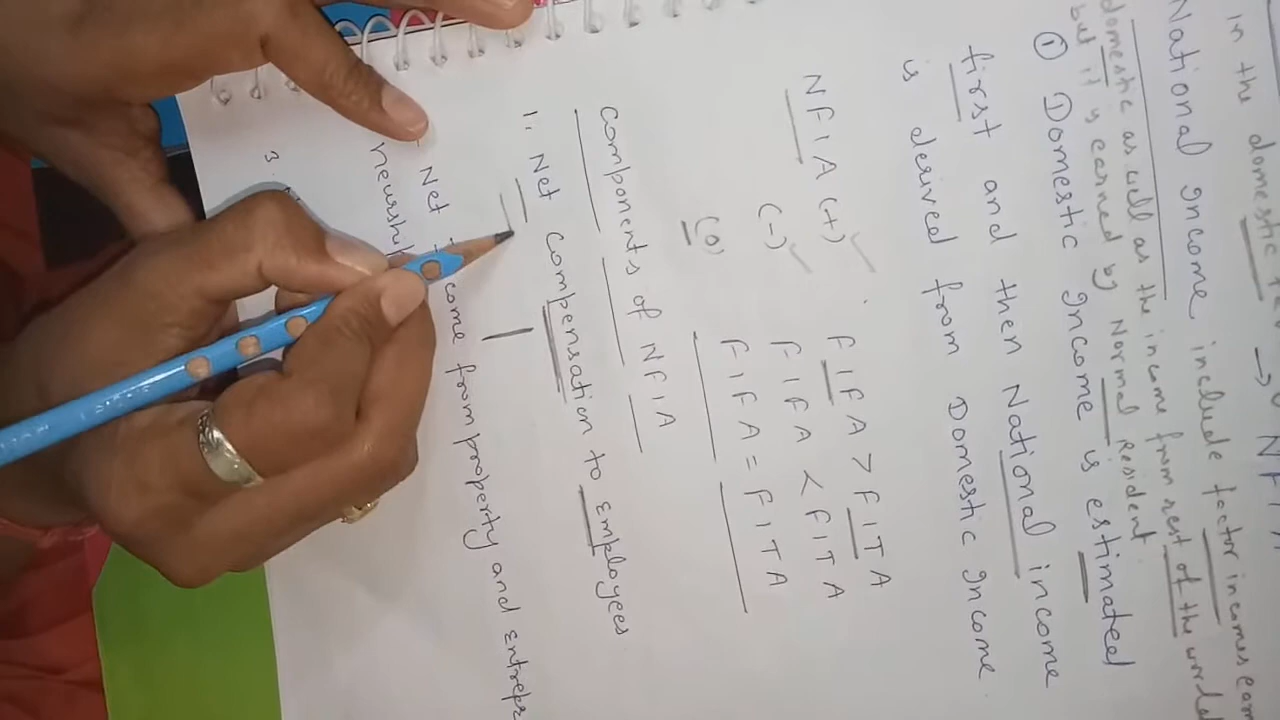 in the domestic
National Income include factor incomes
domestic as well as the income from rest of the world
but it is earned by Normal Resident
① Domestic Income is estimated
first and then National income
is derived from Domestic Income.
NFIA (+) FIFA > FITA
(-) FIFA < FITA
(0) FIFA = FITA
Components of NFIA
1. Net Compensation to Employees
Net come from property and Entrepr
neurshi
3.